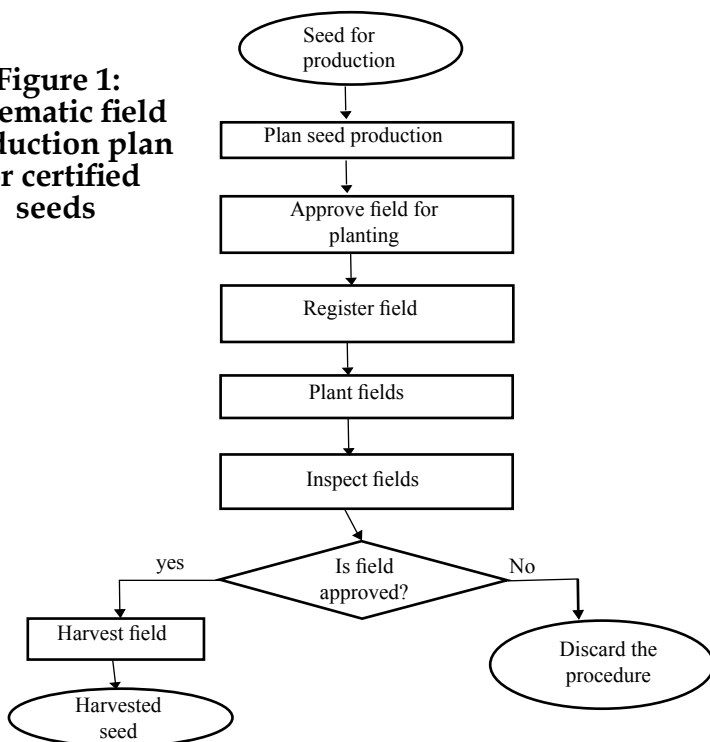 Figure 1:
ematic field
duction plan
r certified
seeds
Seed for
production
Plan seed production
Approve field for
planting
Register field
Plant fields
Inspect fields
yes
Is field
approved?
No
Harvest field
Discard the
procedure
Harvested
seed